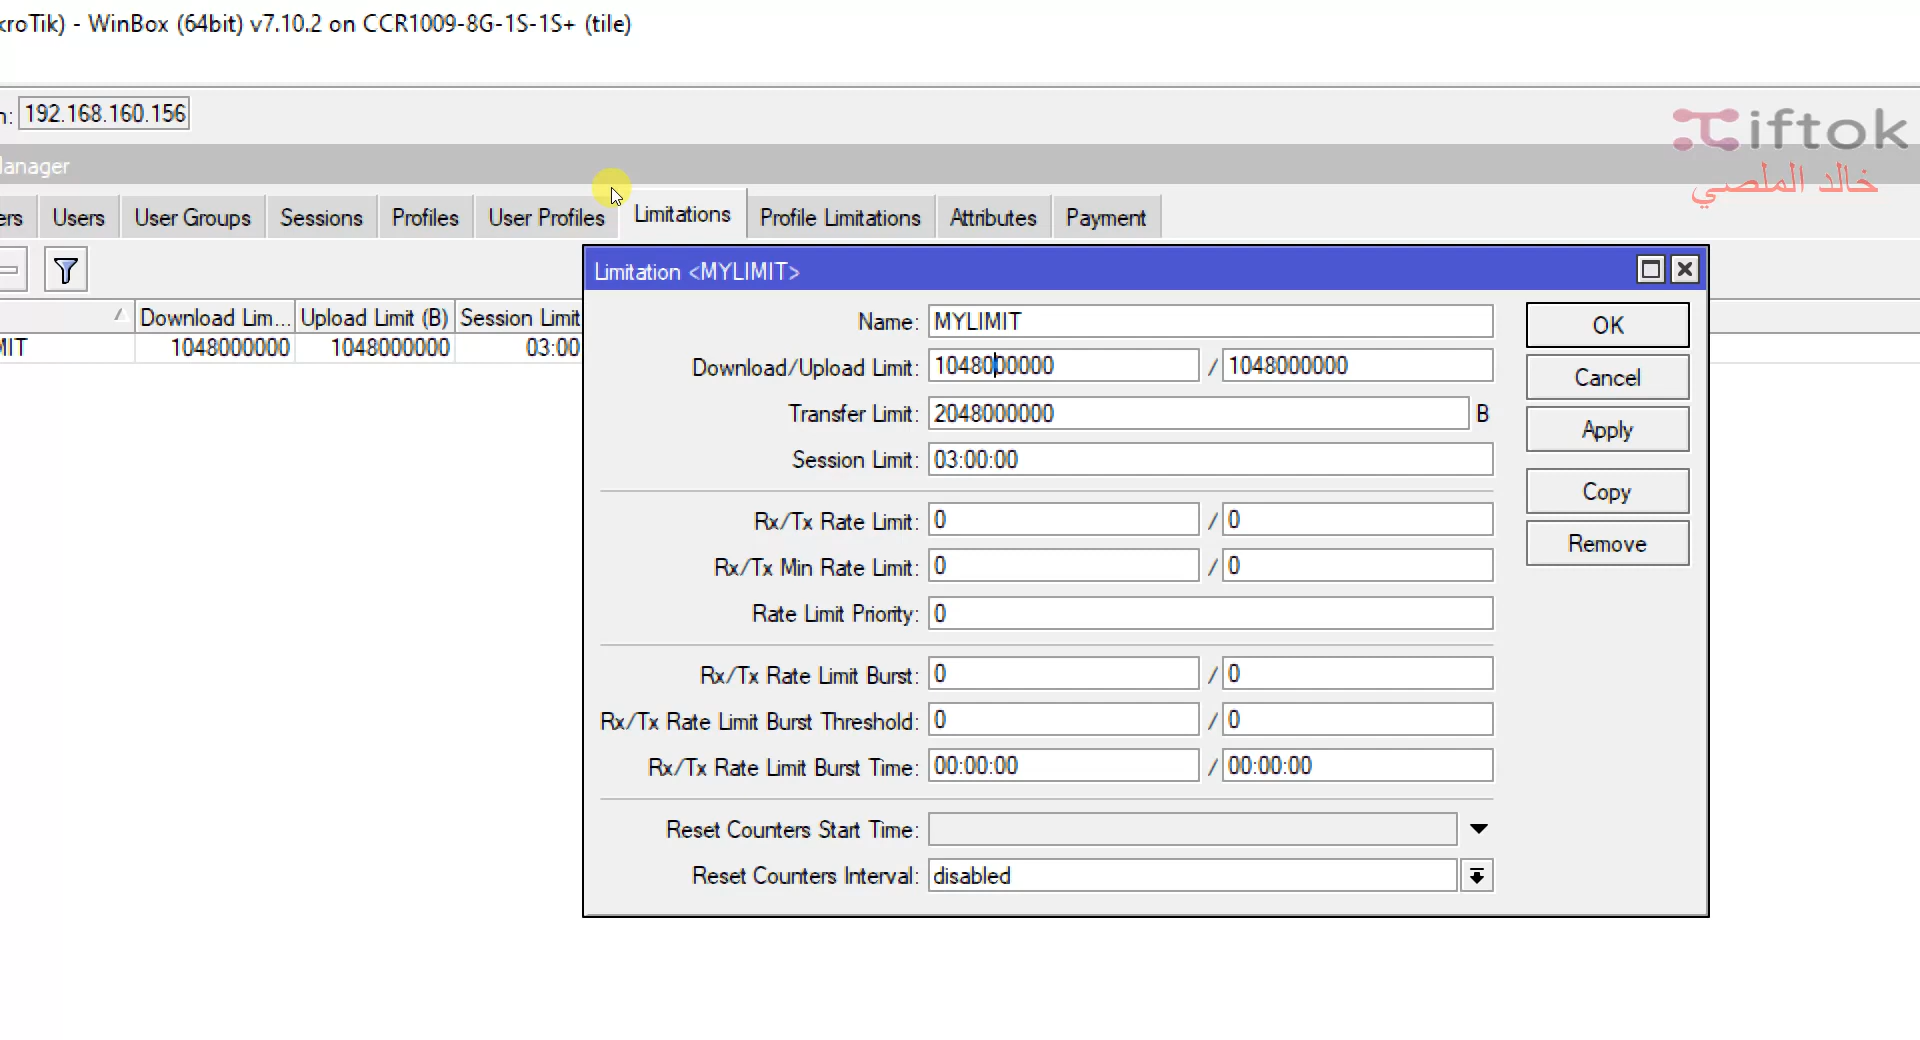 kroTik) - WinBox (64bit) v7.10.2 on CCR1009-8G-1S-1S+ (tile)
192.168.160.156
iftok
خالد الملصي
anager
ers Users User Groups Sessions Profiles User Profiles Limitations Profile Limitations Attributes Payment
Download Lim... Upload Limit (B) Session Limit
MIT 1048000000 1048000000 03:00
Limitation <MYLIMIT>
Name: MYLIMIT
OK
Download/Upload Limit: 1048000000 / 1048000000
Cancel
Transfer Limit: 2048000000 B
Apply
Session Limit: 03:00:00
Copy
Rx/Tx Rate Limit: 0 / 0
Remove
Rx/Tx Min Rate Limit: 0 / 0
Rate Limit Priority: 0
Rx/Tx Rate Limit Burst: 0 / 0
Rx/Tx Rate Limit Burst Threshold: 0 / 0
Rx/Tx Rate Limit Burst Time: 00:00:00 / 00:00:00
Reset Counters Start Time:
Reset Counters Interval: disabled